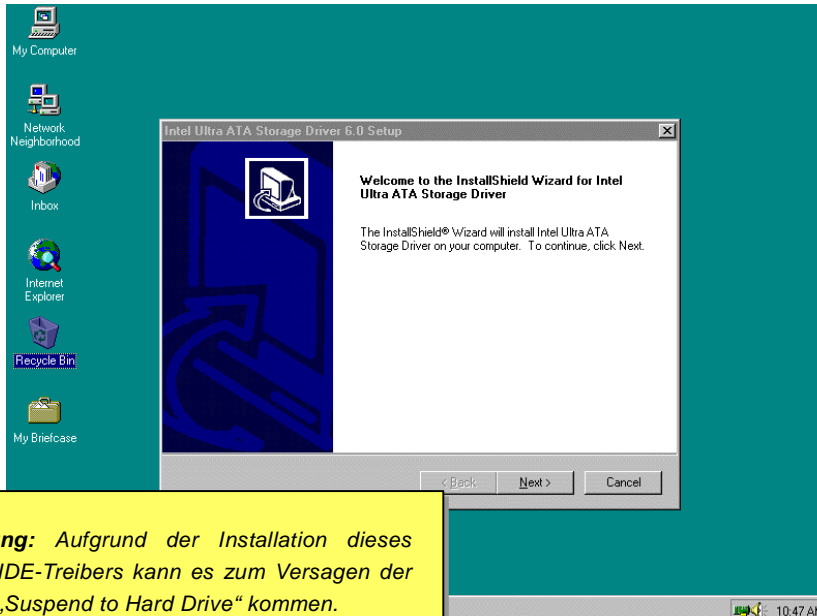 My Computer
Network
Neighborhood
Inbox
Internet
Explorer
Recycle Bin
My Briefcase
Intel Ultra ATA Storage Driver 6.0 Setup
Welcome to the InstallShield Wizard for Intel
Ultra ATA Storage Driver
The InstallShield® Wizard will install Intel Ultra ATA
Storage Driver on your computer. To continue, click Next.
< Back
Next >
Cancel
ung: Aufgrund der Installation dieses
IDE-Treibers kann es zum Versagen der
„Suspend to Hard Drive“ kommen.
10:47 AM